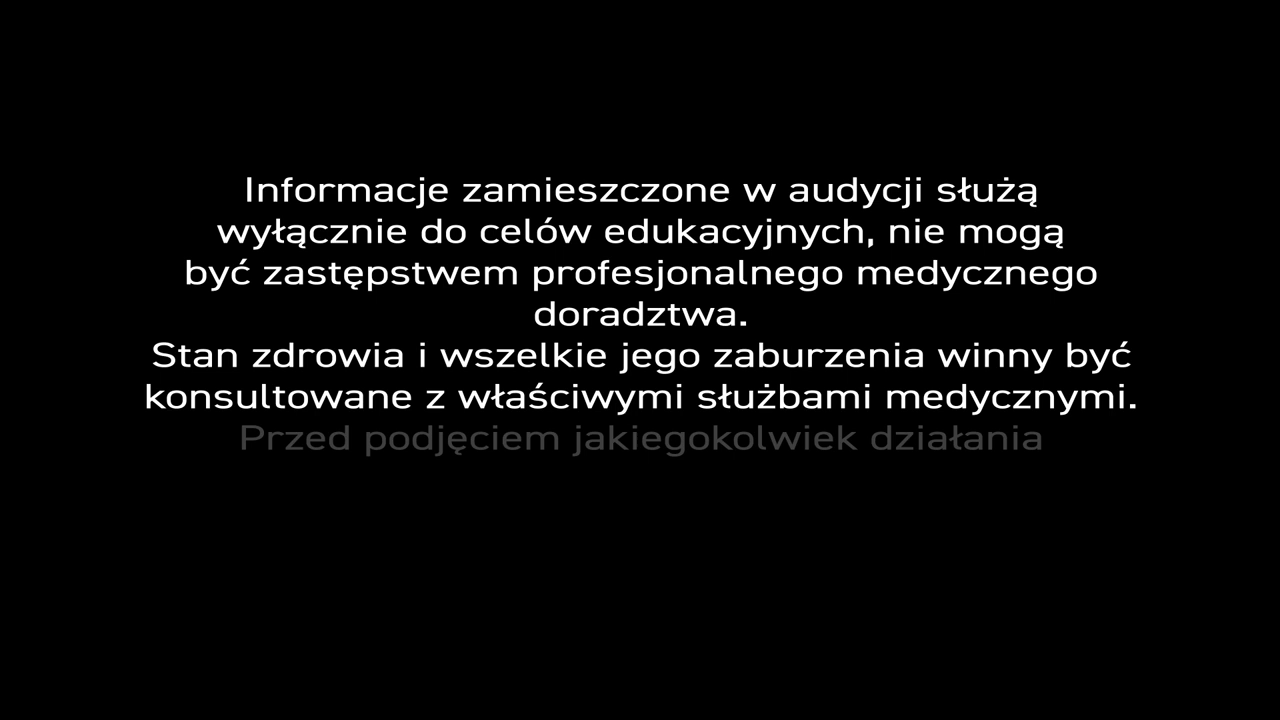 Informacje zamieszczone w audycji służą
wyłącznie do celów edukacyjnych, nie mogą
być zastępstwem profesjonalnego medycznego
doradztwa.
Stan zdrowia i wszelkie jego zaburzenia winny być
konsultowane z właściwymi służbami medycznymi.
Przed podjęciem jakiegokolwiek działania